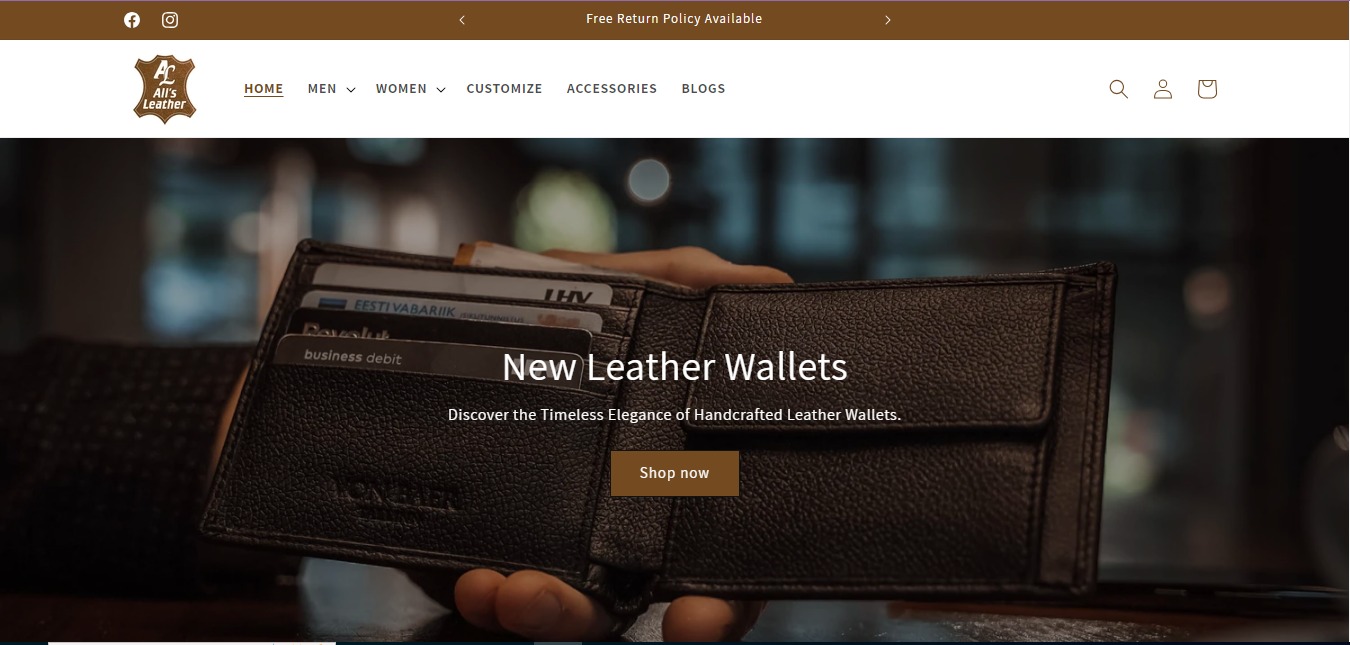 Free Return Policy Available
AL
Ali's
Leather
HOME MEN WOMEN CUSTOMIZE ACCESSORIES BLOGS
LHV
EESTI VABARIIK
Revolut
business debit
New Leather Wallets
Discover the Timeless Elegance of Handcrafted Leather Wallets.
Shop now